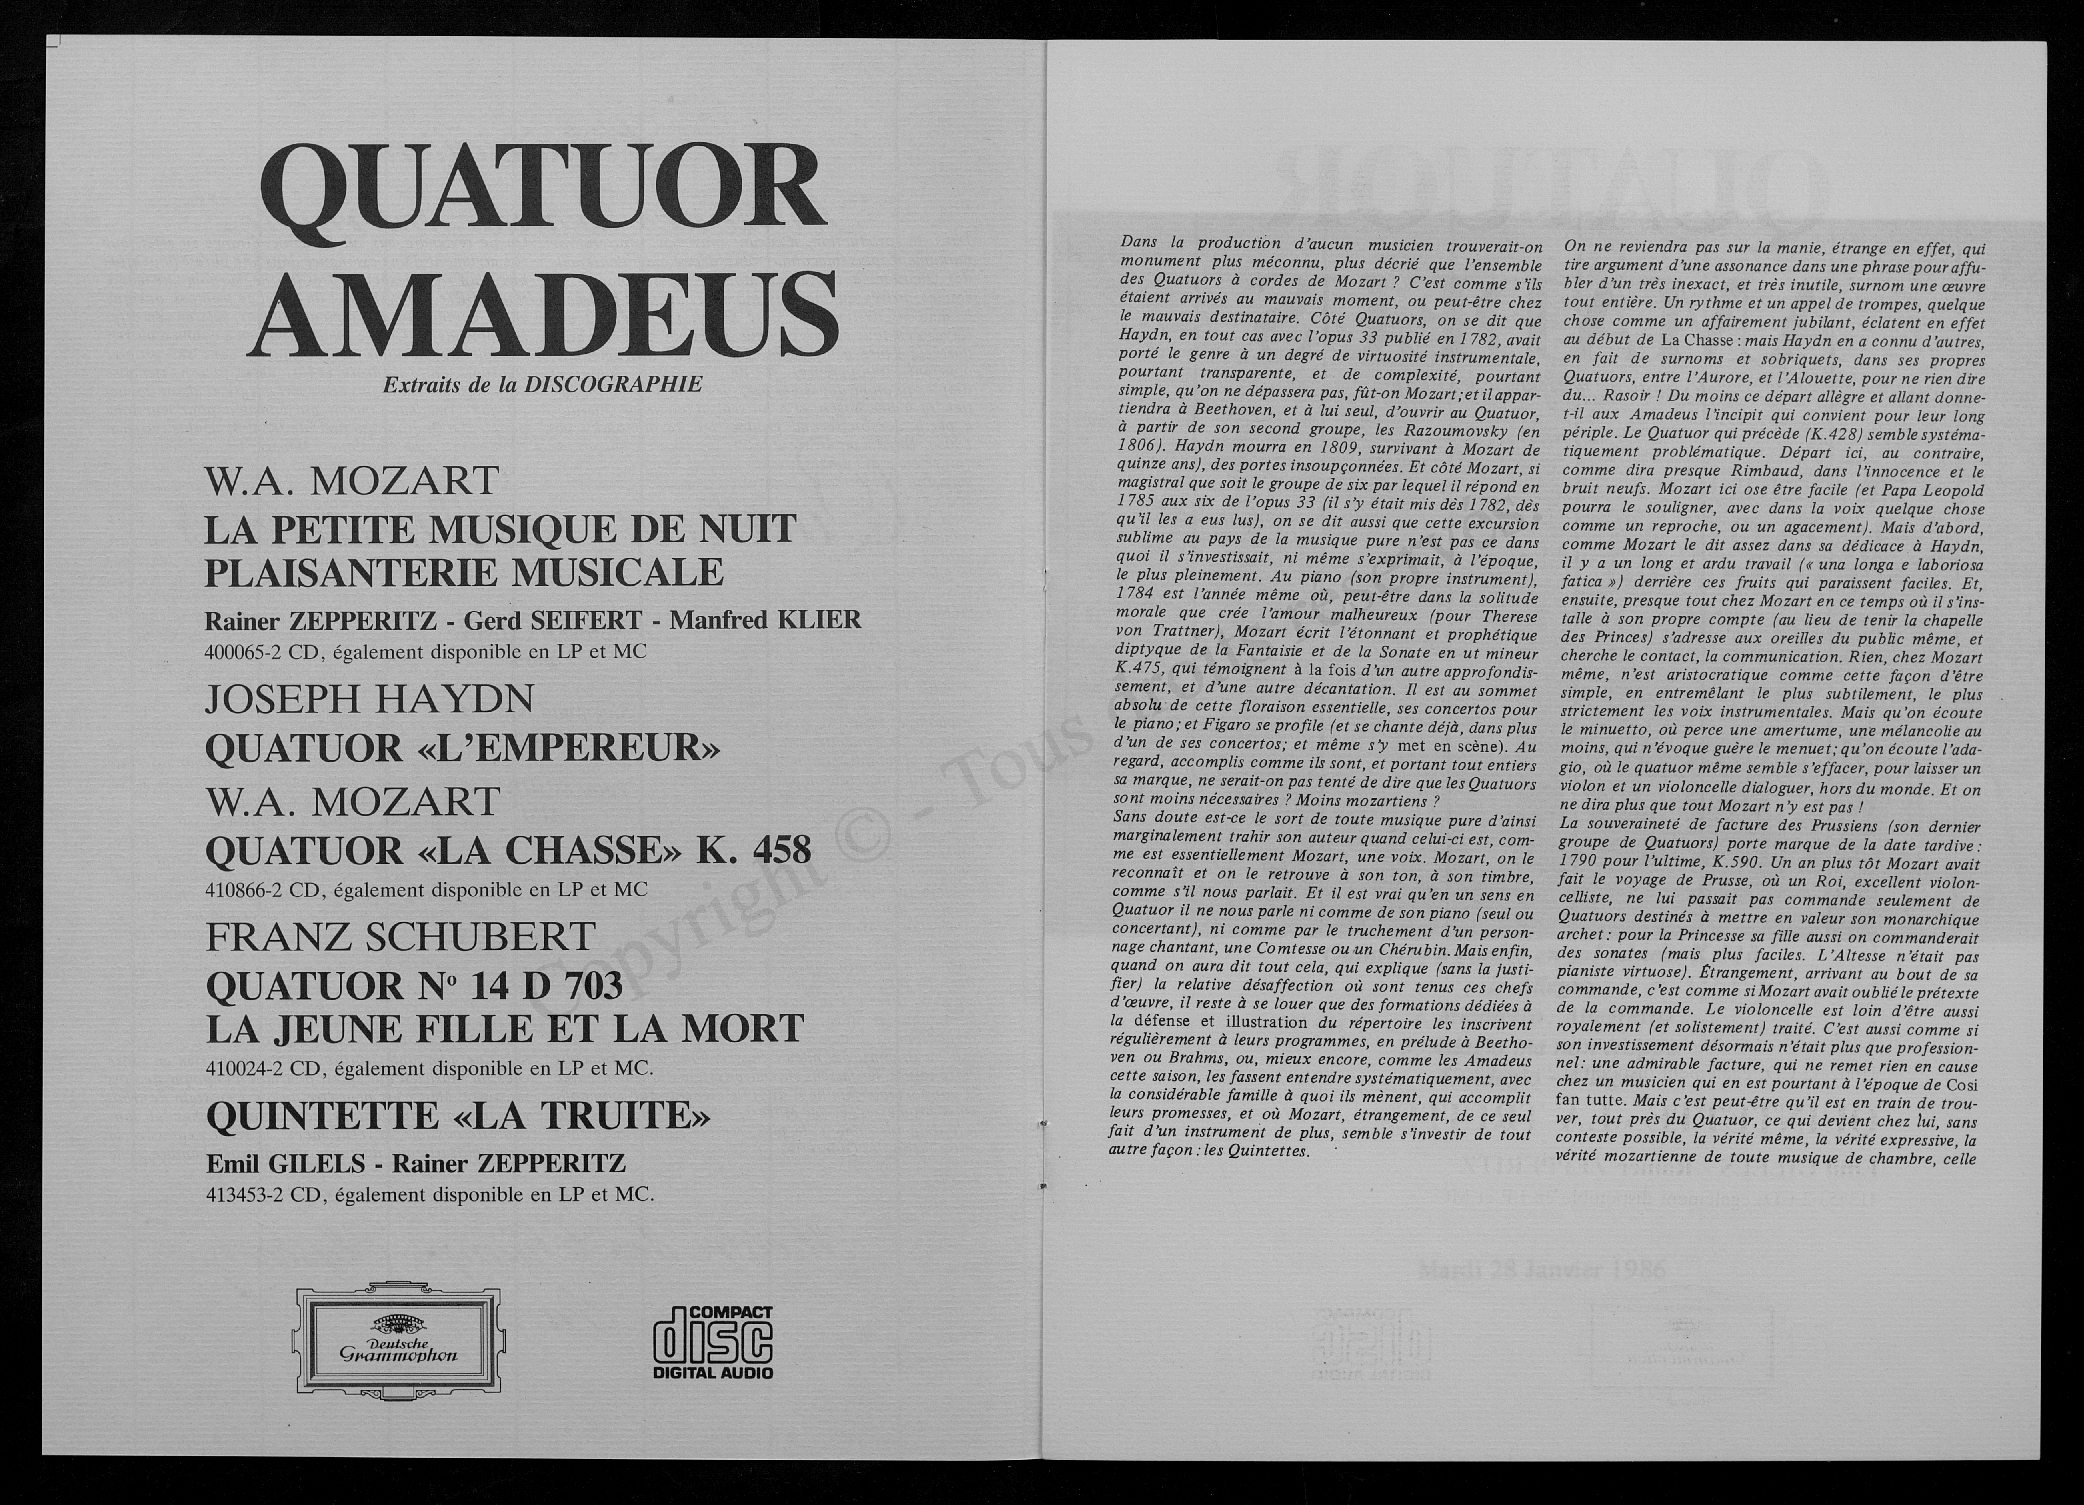 QUATUOR
AMADEUS
Extraits de la DISCOGRAPHIE
W.A. MOZART
LA PETITE MUSIQUE DE NUIT
PLAISANTERIE MUSICALE
Rainer ZEPPERITZ - Gerd SEIFERT - Manfred KLIER
400065-2 CD, également disponible en LP et MC
JOSEPH HAYDN
QUATUOR «L'EMPEREUR»
W.A. MOZART
QUATUOR «LA CHASSE» K. 458
410866-2 CD, également disponible en LP et MC
FRANZ SCHUBERT
QUATUOR Nº 14 D 703
LA JEUNE FILLE ET LA MORT
410024-2 CD, également disponible en LP et MC.
QUINTETTE «LA TRUITE»
Emil GILELS - Rainer ZEPPERITZ
413453-2 CD, également disponible en LP et MC.
Deutsche
Grammophon
COMPACT
disc
DIGITAL AUDIO
Dans la production d'aucun musicien trouverait-on
monument plus méconnu, plus décrié que l'ensemble
des Quatuors à cordes de Mozart ? C'est comme s'ils
étaient arrivés au mauvais moment, ou peut-être chez
le mauvais destinataire. Côté Quatuors, on se dit que
Haydn, en tout cas avec l'opus 33 publié en 1782, avait
porté le genre à un degré de virtuosité instrumentale,
pourtant transparente, et de complexité, pourtant
simple, qu'on ne dépassera pas, fût-on Mozart; et il appar-
tiendra à Beethoven, et à lui seul, d'ouvrir au Quatuor,
à partir de son second groupe, les Razoumovsky (en
1806). Haydn mourra en 1809, survivant à Mozart de
quinze ans), des portes insoupçonnées. Et côté Mozart, si
magistral que soit le groupe de six par lequel il répond en
1785 aux six de l'opus 33 (il s'y était mis dès 1782, dès
qu'il les a eus lus), on se dit aussi que cette excursion
sublime au pays de la musique pure n'est pas ce dans
quoi il s'investissait, ni même s'exprimait, à l'époque,
le plus pleinement. Au piano (son propre instrument),
1784 est l'année même où, peut-être dans la solitude
morale que crée l'amour malheureux (pour Therese
von Trattner), Mozart écrit l'étonnant et prophétique
diptyque de la Fantaisie et de la Sonate en ut mineur
K.475, qui témoignent à la fois d'un autre approfondis-
sement, et d'une autre décantation. Il est au sommet
absolu de cette floraison essentielle, ses concertos pour
le piano; et Figaro se profile (et se chante déjà, dans plus
d'un de ses concertos; et même s'y met en scène). Au
regard, accomplis comme ils sont, et portant tout entiers
sa marque, ne serait-on pas tenté de dire que les Quatuors
sont moins nécessaires ? Moins mozartiens ?
Sans doute est-ce le sort de toute musique pure d'ainsi
marginalement trahir son auteur quand celui-ci est, com-
me est essentiellement Mozart, une voix. Mozart, on le
reconnaît et on le retrouve à son ton, à son timbre,
comme s'il nous parlait. Et il est vrai qu'en un sens en
Quatuor il ne nous parle ni comme de son piano (seul ou
concertant), ni comme par le truchement d'un person-
nage chantant, une Comtesse ou un Chérubin. Mais enfin,
quand on aura dit tout cela, qui explique (sans la justi-
fier) la relative désaffection où sont tenus ces chefs
d'œuvre, il reste à se louer que des formations dédiées à
la défense et illustration du répertoire les inscrivent
régulièrement à leurs programmes, en prélude à Beetho-
ven ou Brahms, ou, mieux encore, comme les Amadeus
cette saison, les fassent entendre systématiquement, avec
la considérable famille à quoi ils mènent, qui accomplit
leurs promesses, et où Mozart, étrangement, de ce seul
fait d'un instrument de plus, semble s'investir de tout
autre façon : les Quintettes.
On ne reviendra pas sur la manie, étrange en effet, qui
tire argument d'une assonance dans une phrase pour affu-
bler d'un très inexact, et très inutile, surnom une œuvre
tout entière. Un rythme et un appel de trompes, quelque
chose comme un affairement jubilant, éclatent en effet
au début de La Chasse : mais Haydn en a connu d'autres,
en fait de surnoms et sobriquets, dans ses propres
Quatuors, entre l'Aurore, et l'Alouette, pour ne rien dire
du... Rasoir ! Du moins ce départ allègre et allant donne-
t-il aux Amadeus l'incipit qui convient pour leur long
périple. Le Quatuor qui précède (K.428) semble systéma-
tiquement problématique. Départ ici, au contraire,
comme dira presque Rimbaud, dans l'innocence et le
bruit neufs. Mozart ici ose être facile (et Papa Leopold
pourra le souligner, avec dans la voix quelque chose
comme un reproche, ou un agacement). Mais d'abord,
comme Mozart le dit assez dans sa dédicace à Haydn,
il y a un long et ardu travail (« una longa e laboriosa
fatica ») derrière ces fruits qui paraissent faciles. Et,
ensuite, presque tout chez Mozart en ce temps où il s'ins-
talle à son propre compte (au lieu de tenir la chapelle
des Princes) s'adresse aux oreilles du public même, et
cherche le contact, la communication. Rien, chez Mozart
même, n'est aristocratique comme cette façon d'être
simple, en entremêlant le plus subtilement, le plus
strictement les voix instrumentales. Mais qu'on écoute
le minuetto, où perce une amertume, une mélancolie au
moins, qui n'évoque guère le menuet; qu'on écoute l'ada-
gio, où le quatuor même semble s'effacer, pour laisser un
violon et un violoncelle dialoguer, hors du monde. Et on
ne dira plus que tout Mozart n'y est pas !
La souveraineté de facture des Prussiens (son dernier
groupe de Quatuors) porte marque de la date tardive :
1790 pour l'ultime, K.590. Un an plus tôt Mozart avait
fait le voyage de Prusse, où un Roi, excellent violon-
celliste, ne lui passait pas commande seulement de
Quatuors destinés à mettre en valeur son monarchique
archet : pour la Princesse sa fille aussi on commanderait
des sonates (mais plus faciles. L'Altesse n'était pas
pianiste virtuose). Étrangement, arrivant au bout de sa
commande, c'est comme si Mozart avait oublié le prétexte
de la commande. Le violoncelle est loin d'être aussi
royalement (et solistement) traité. C'est aussi comme si
son investissement désormais n'était plus que profession-
nel: une admirable facture, qui ne remet rien en cause
chez un musicien qui en est pourtant à l'époque de Cosi
fan tutte. Mais c'est peut-être qu'il est en train de trou-
ver, tout près du Quatuor, ce qui devient chez lui, sans
conteste possible, la vérité même, la vérité expressive, la
vérité mozartienne de toute musique de chambre, celle
Mardi 28 Janvier 1986
Copyright © - Tous